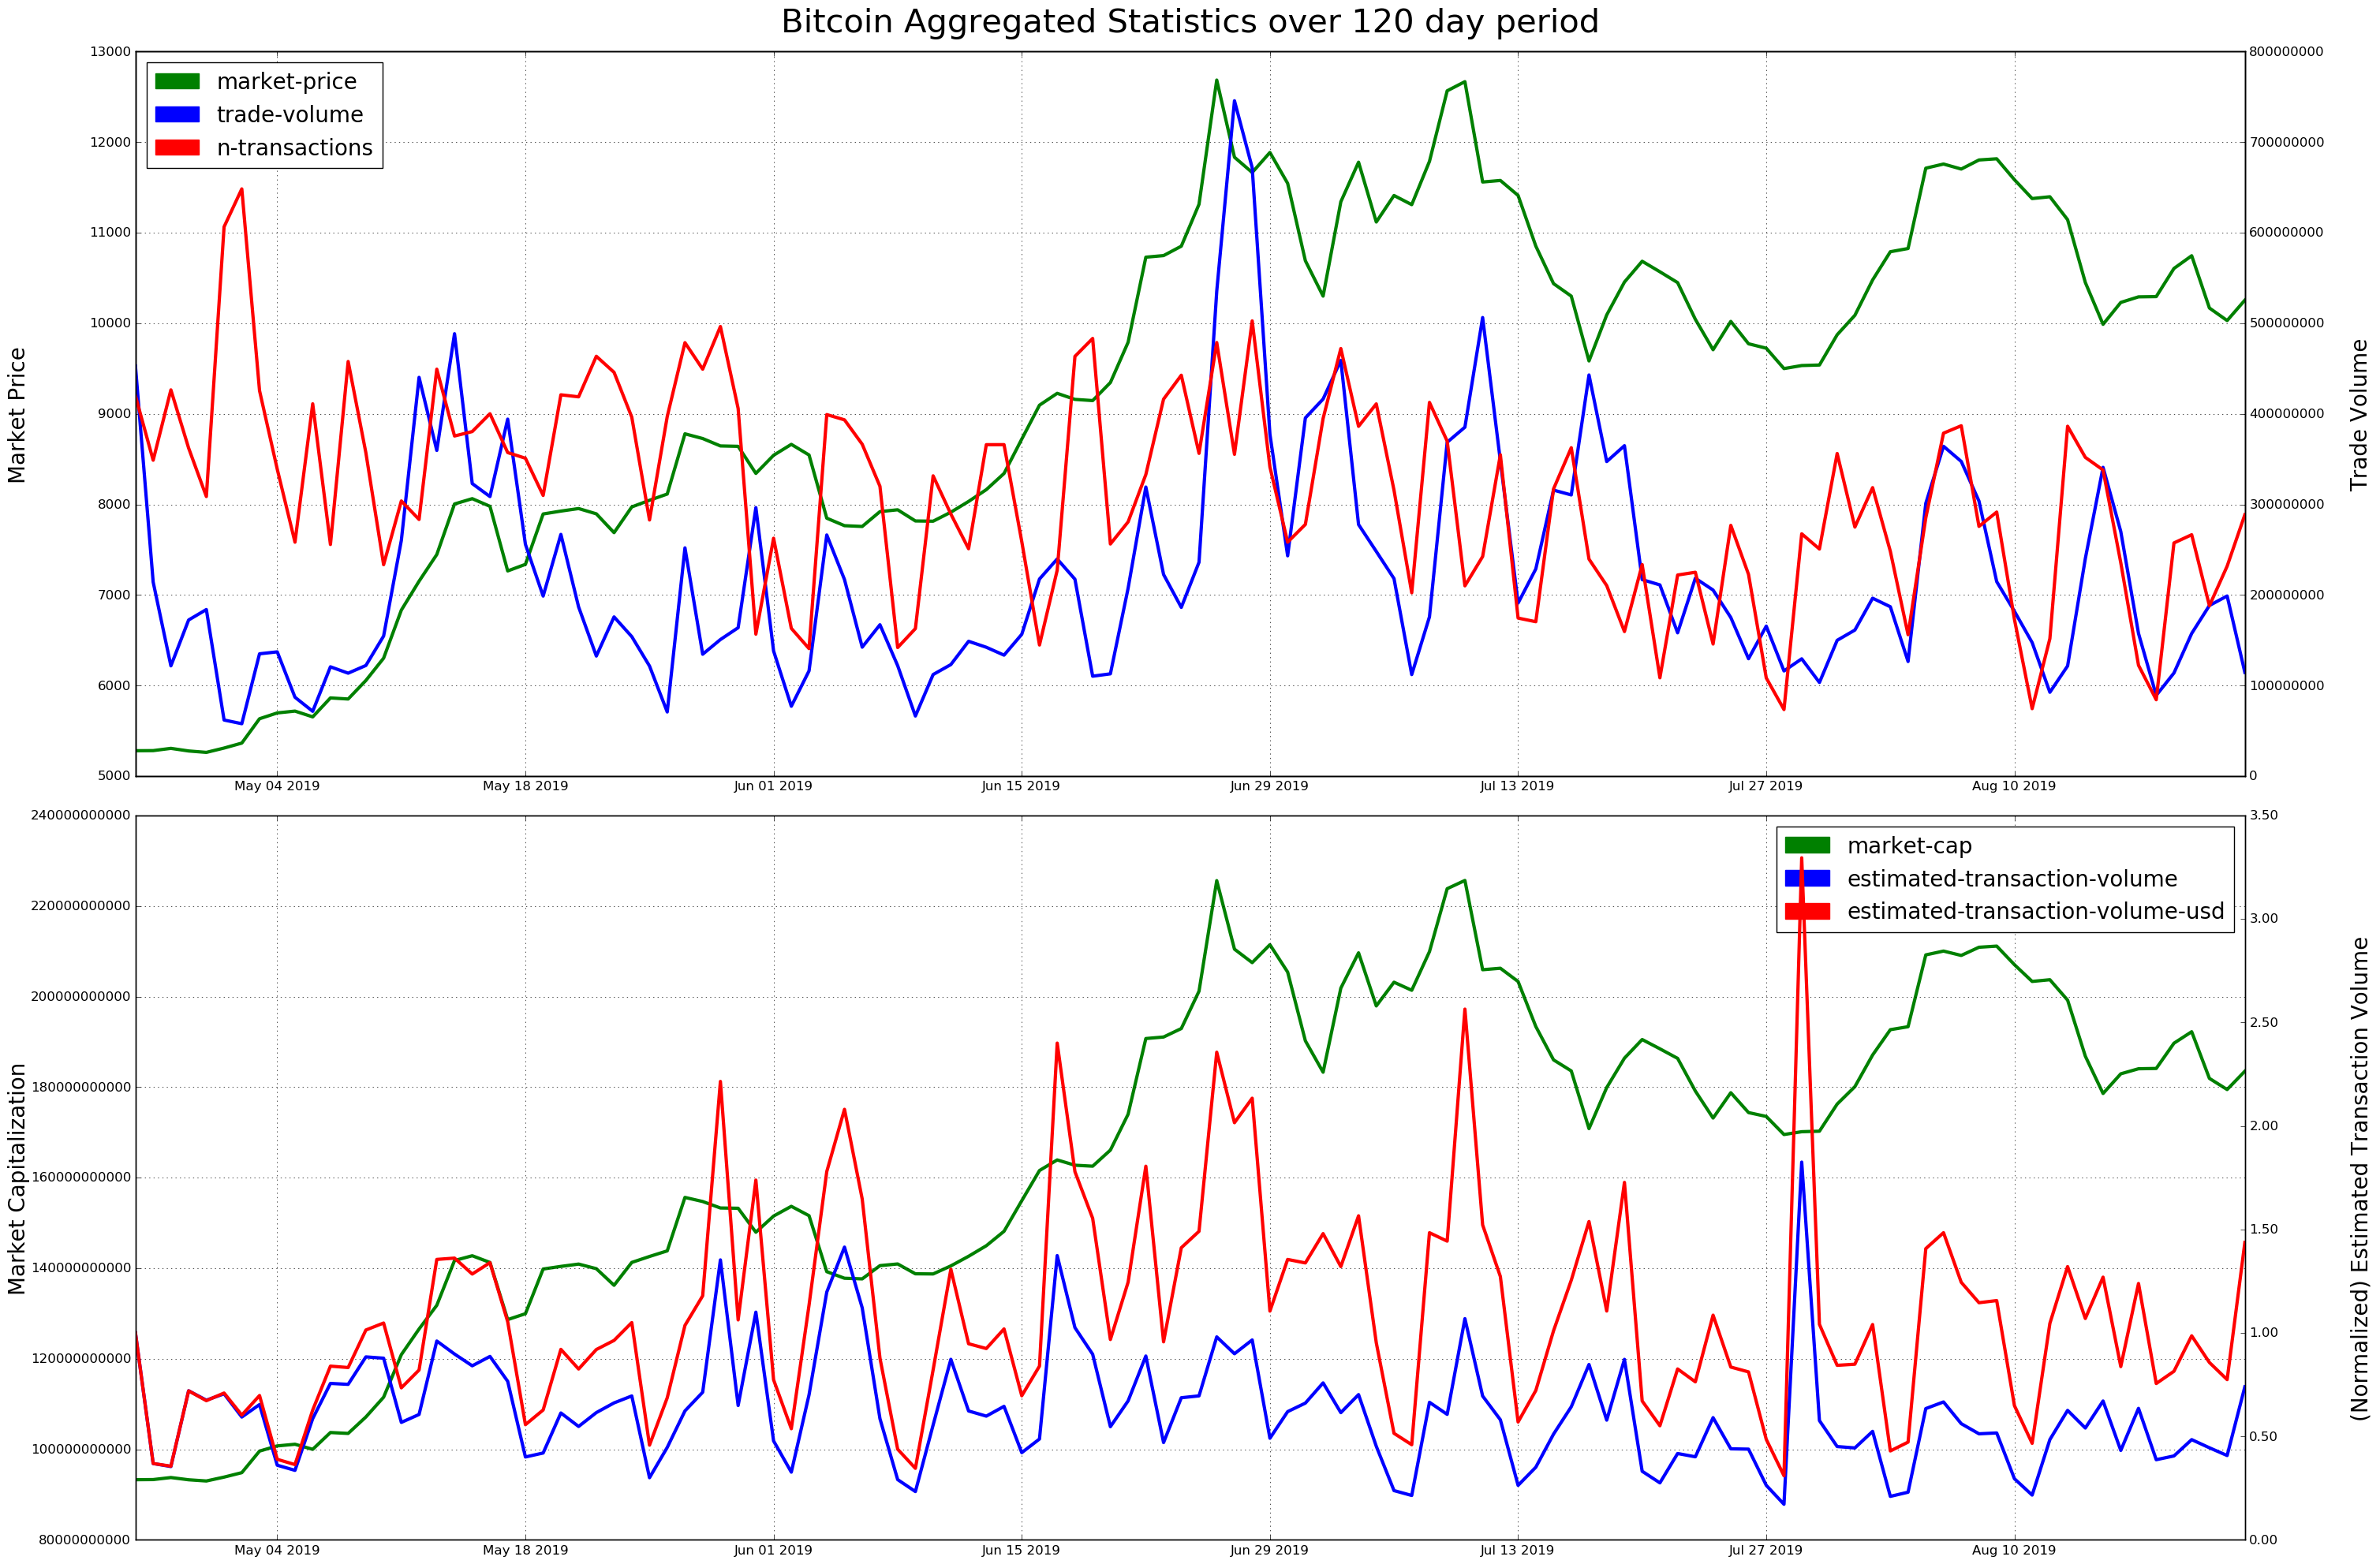 Bitcoin Aggregated Statistics over 120 day period
13000
12000
11000
10000
9000
8000
7000
6000
5000
Market Price
market-price
trade-volume
n-transactions
800000000
700000000
600000000
500000000
400000000
300000000
200000000
100000000
0
Trade Volume
May 04 2019
May 18 2019
Jun 01 2019
Jun 15 2019
Jun 29 2019
Jul 13 2019
Jul 27 2019
Aug 10 2019
240000000000
220000000000
200000000000
180000000000
160000000000
140000000000
120000000000
100000000000
80000000000
Market Capitalization
market-cap
estimated-transaction-volume
estimated-transaction-volume-usd
3.50
3.00
2.50
2.00
1.50
1.00
0.50
0.00
(Normalized) Estimated Transaction Volume
May 04 2019
May 18 2019
Jun 01 2019
Jun 15 2019
Jun 29 2019
Jul 13 2019
Jul 27 2019
Aug 10 2019